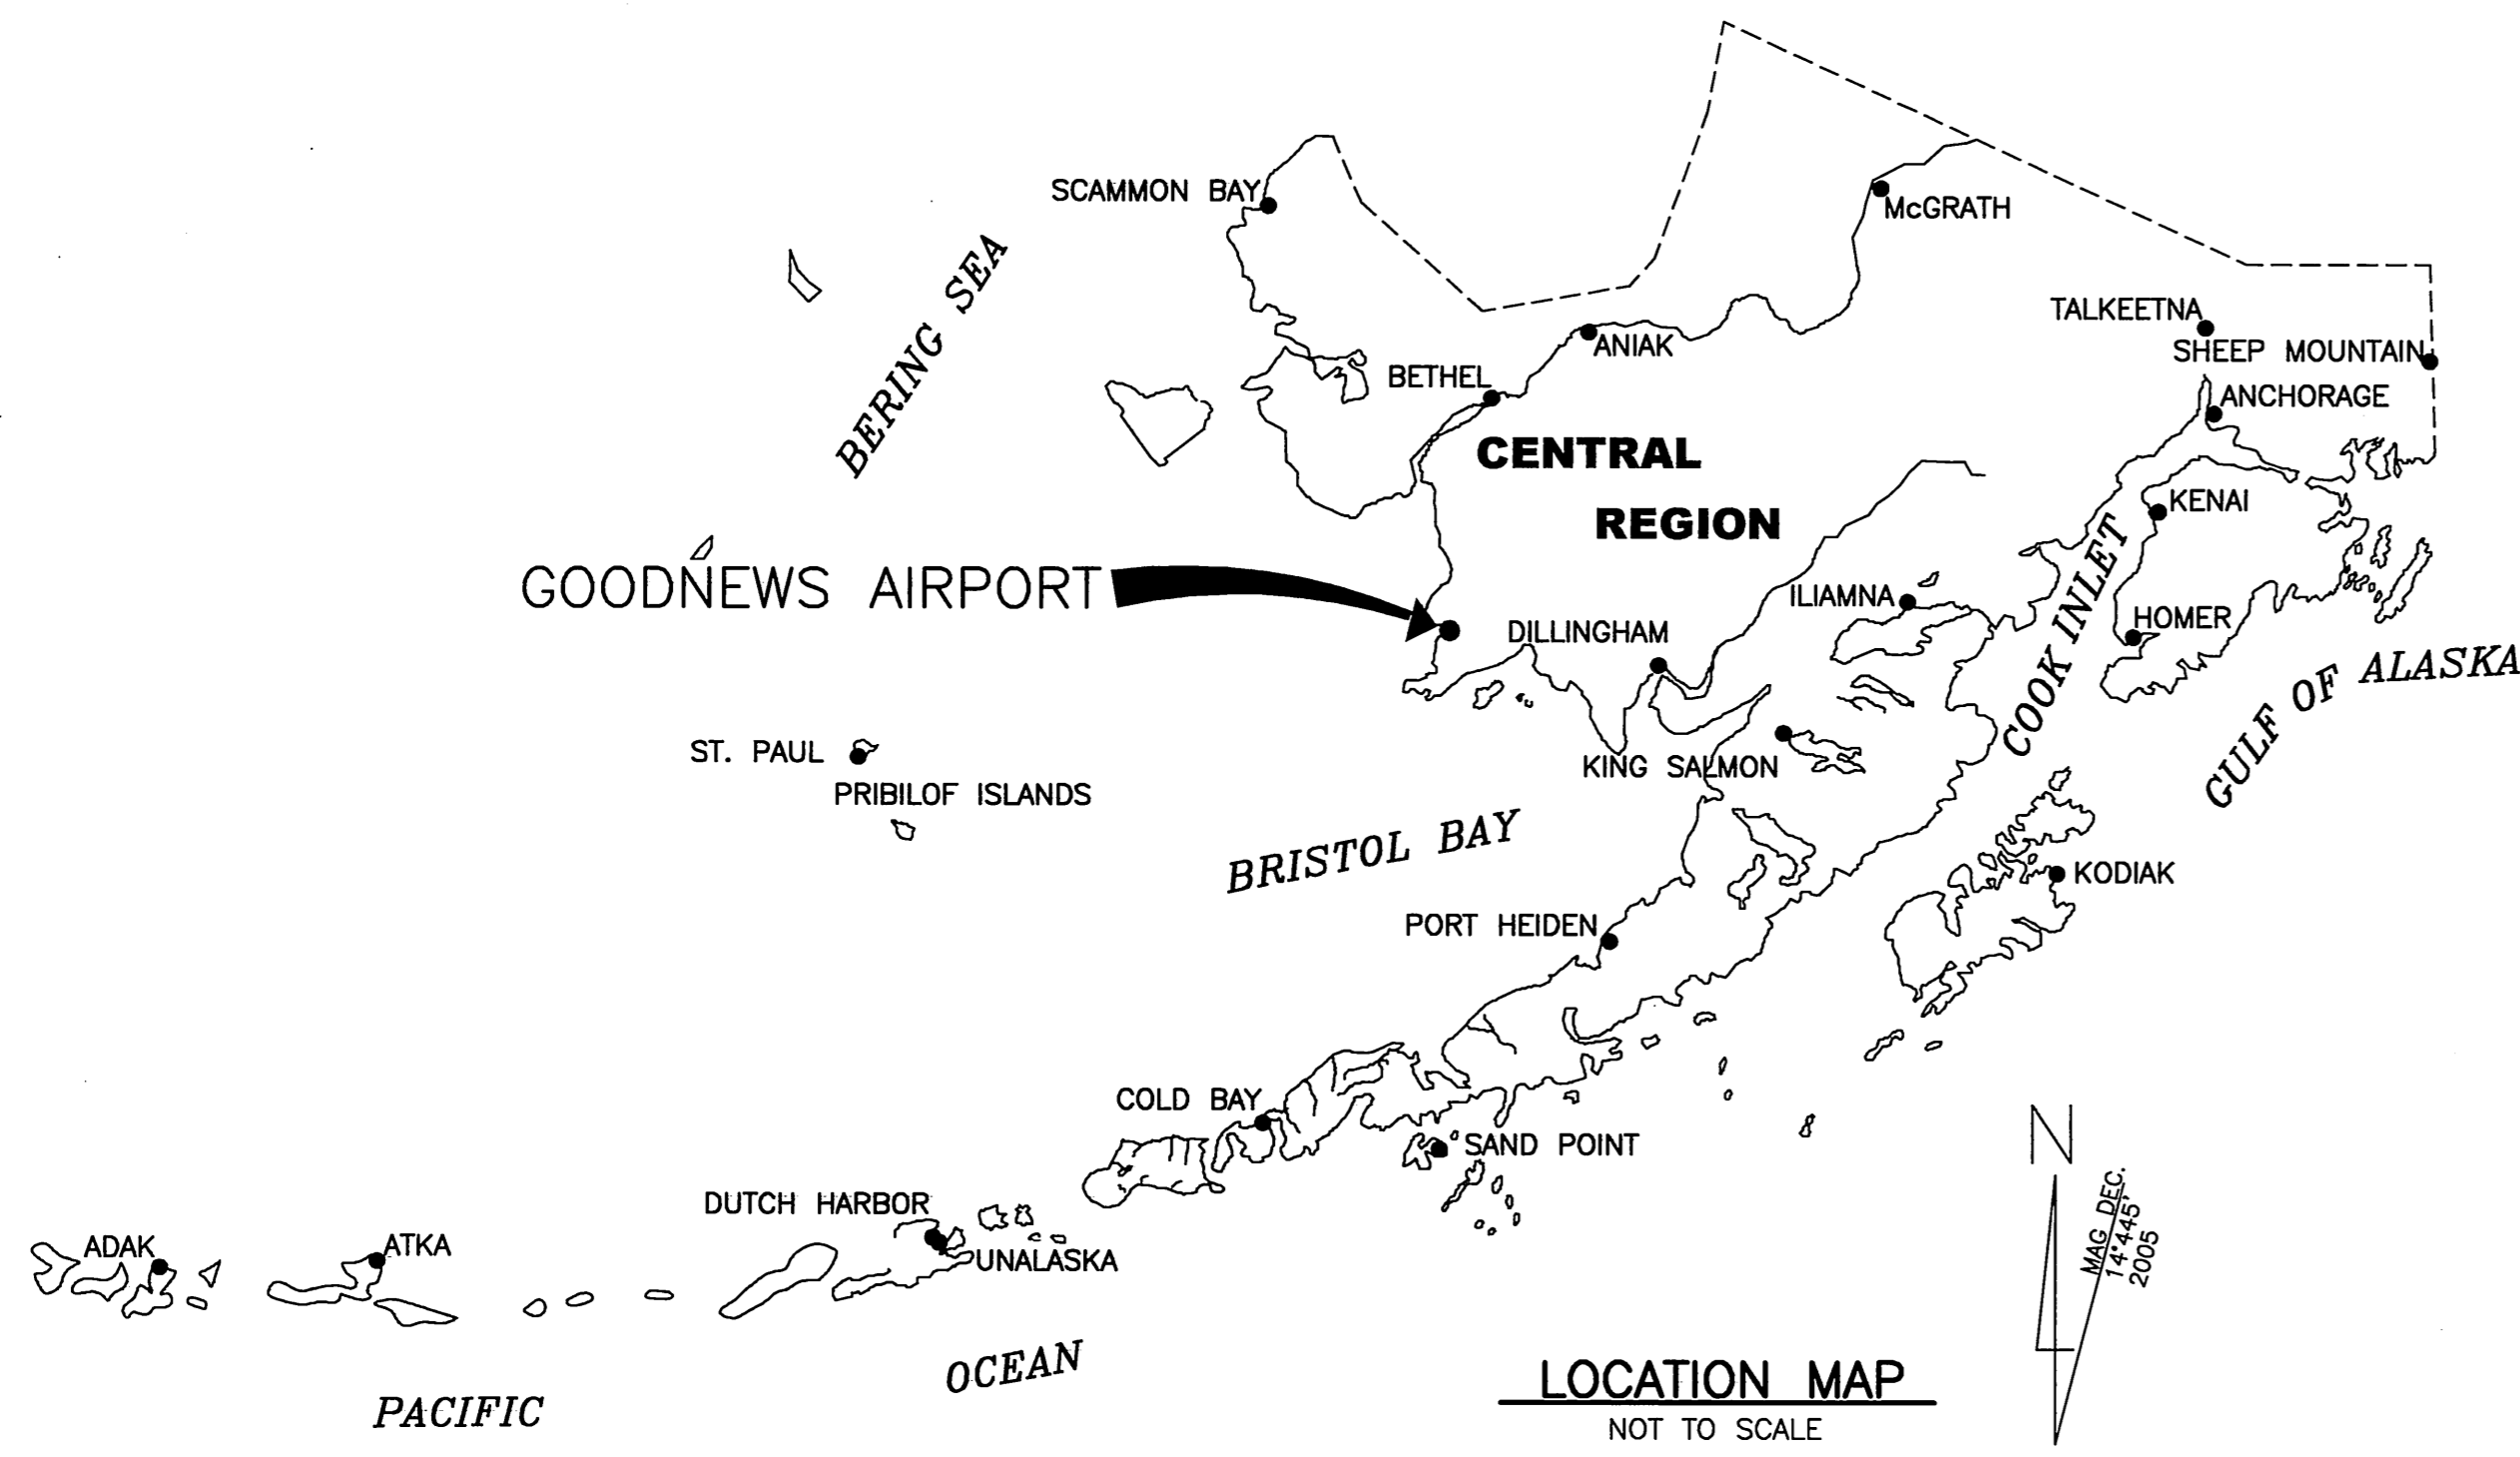 SCAMMON BAY
McGRATH
BERING SEA
TALKEETNA
ANIAK
SHEEP MOUNTAIN
BETHEL
ANCHORAGE
CENTRAL
REGION
KENAI
GOODNEWS AIRPORT
ILIAMNA
COOK INLET
HOMER
DILLINGHAM
GULF OF ALASKA
ST. PAUL
KING SALMON
PRIBILOF ISLANDS
BRISTOL BAY
KODIAK
PORT HEIDEN
COLD BAY
SAND POINT
N
MAG DEC.
14°445'
2005
DUTCH HARBOR
ADAK
ATKA
UNALASKA
OCEAN
PACIFIC
LOCATION MAP
NOT TO SCALE